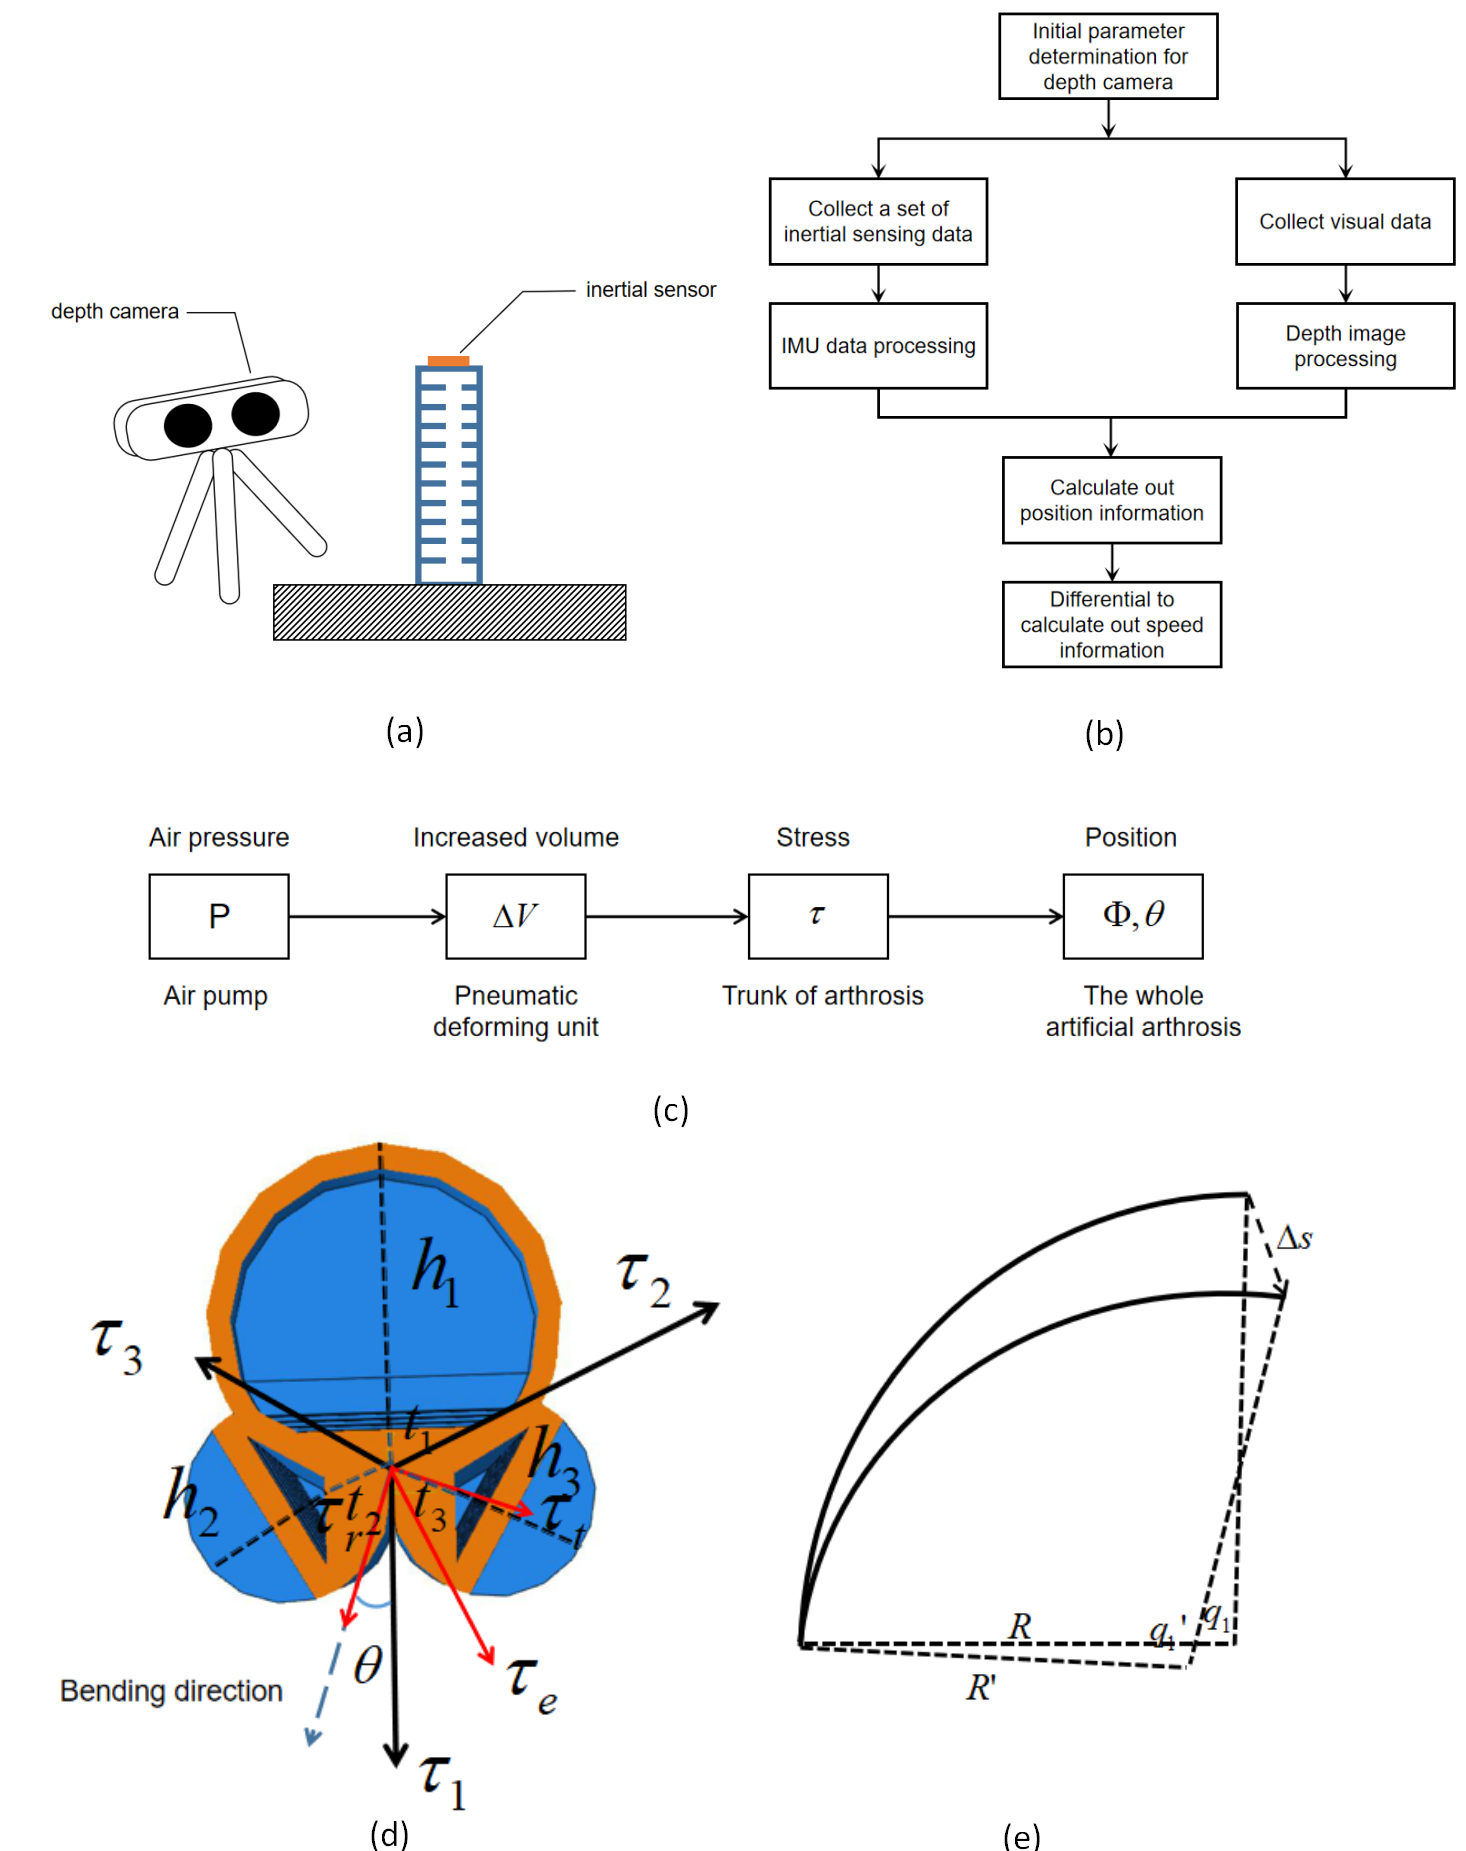 depth camera
inertial sensor
(a)
Initial parameter
determination for
depth camera
Collect a set of
inertial sensing data
Collect visual data
IMU data processing
Depth image
processing
Calculate out
position information
Differential to
calculate out speed
information
(b)
Air pressure
Increased volume
Stress
Position
P
ΔV
τ
Φ, θ
Air pump
Pneumatic
deforming unit
Trunk of arthrosis
The whole
artificial arthrosis
(c)
h1
τ2
τ3
t1
h3
h2
τr
t2
t3
τt
θ
τe
Bending direction
τ1
(d)
Δs
R
q1'
q1
R'
(e)